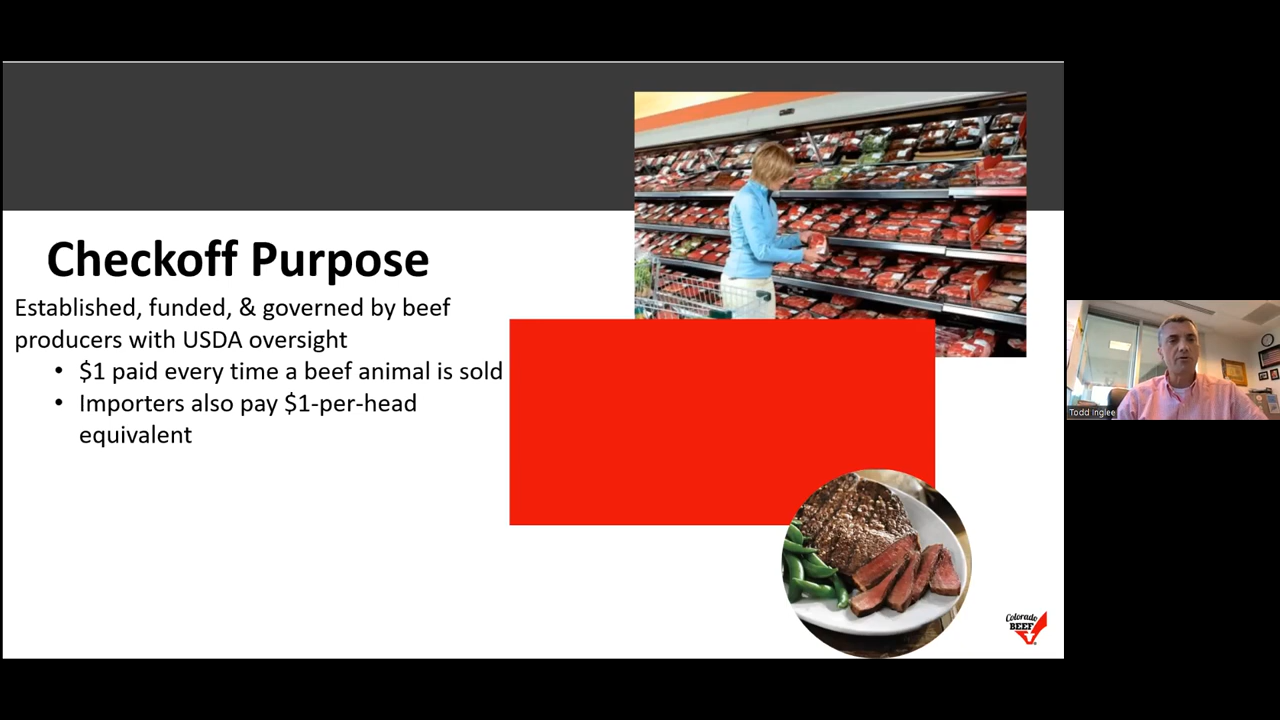 Checkoff Purpose
Established, funded, & governed by beef
producers with USDA oversight
• $1 paid every time a beef animal is sold
• Importers also pay $1-per-head
equivalent
Colorado
BEEF
Todd Inglee